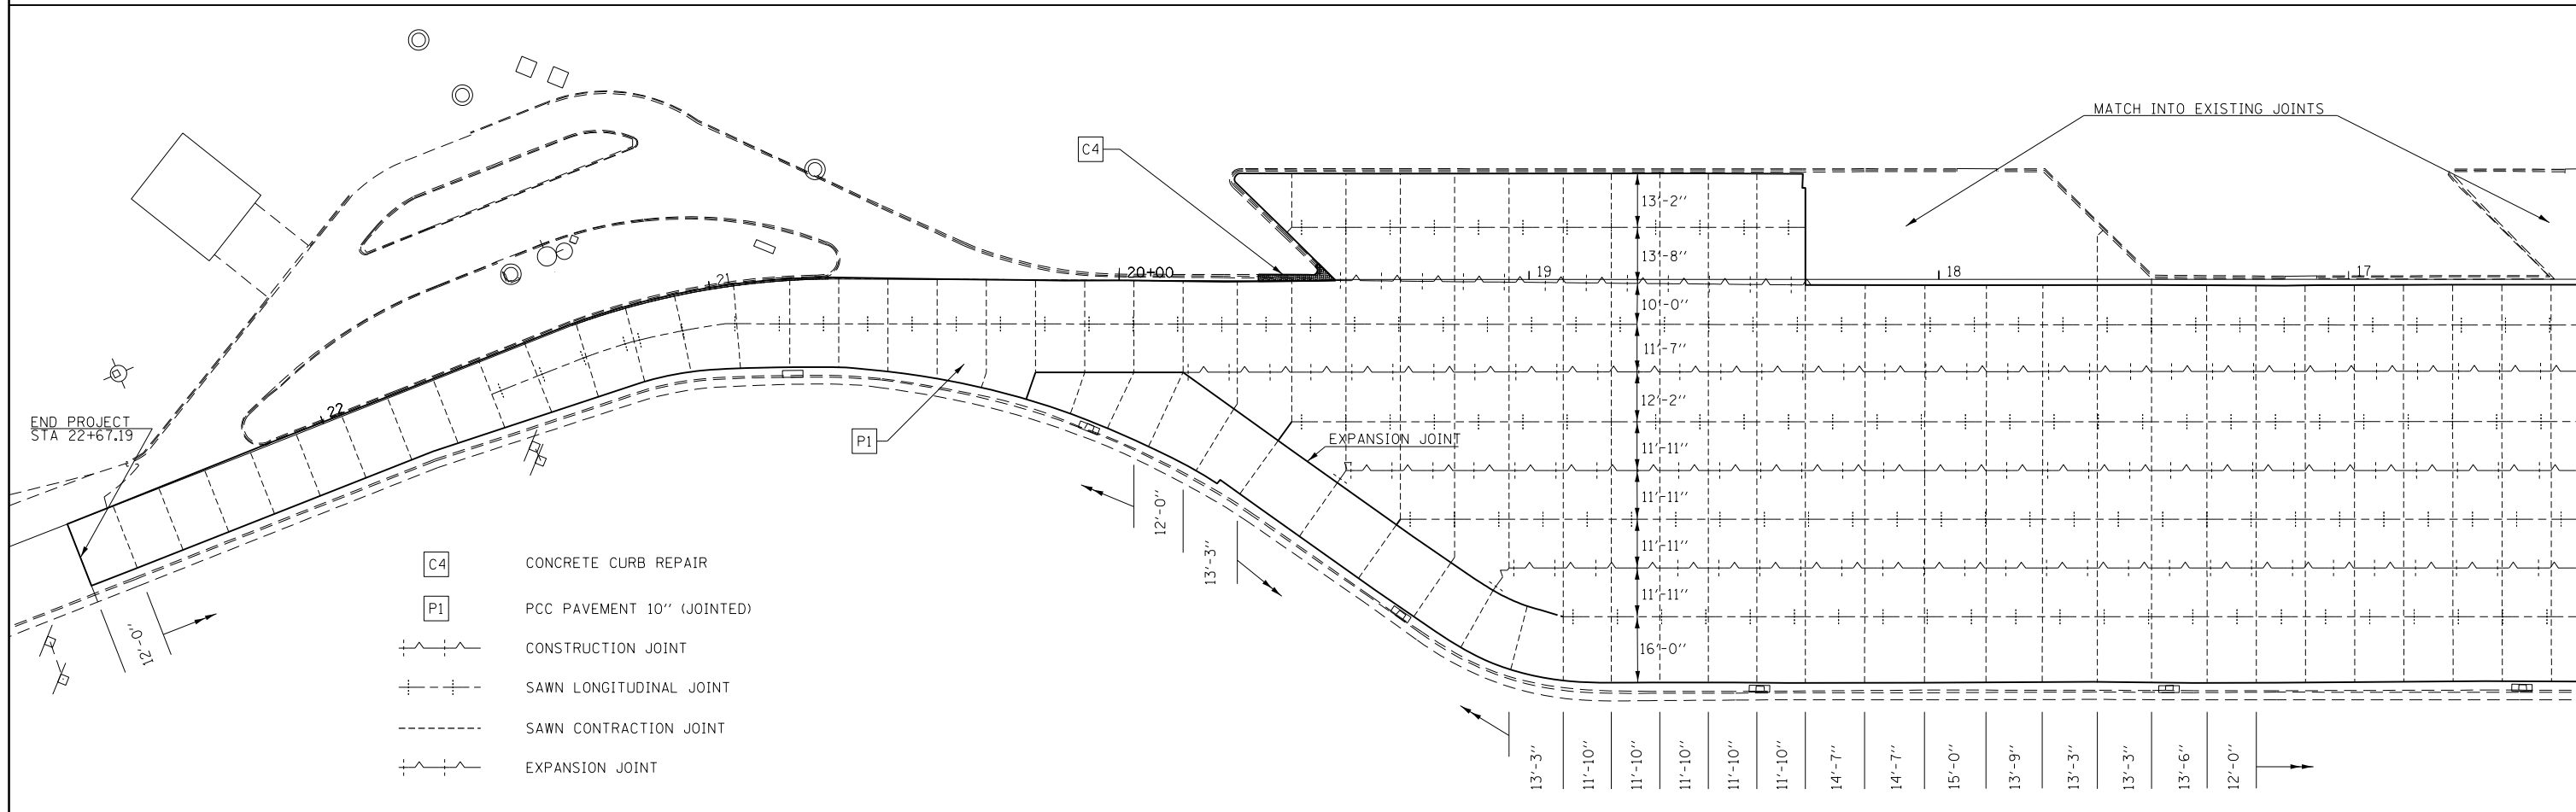 MATCH INTO EXISTING JOINTS
C4
13'-2"
13'-8"
21
20+00
19
18
17
10'-0"
11'-7"
22
END PROJECT
STA 22+67.19
P1
EXPANSION JOINT
12'-2"
11'-11"
11'-11"
11'-11"
11'-11"
16'-0"
12'-0"
13'-3"
12'-0"
C4 CONCRETE CURB REPAIR
P1 PCC PAVEMENT 10" (JOINTED)
CONSTRUCTION JOINT
SAWN LONGITUDINAL JOINT
SAWN CONTRACTION JOINT
EXPANSION JOINT
13'-3"
11'-10"
11'-10"
11'-10"
11'-10"
11'-10"
14'-7"
14'-7"
15'-0"
13'-9"
13'-3"
13'-3"
13'-6"
12'-0"